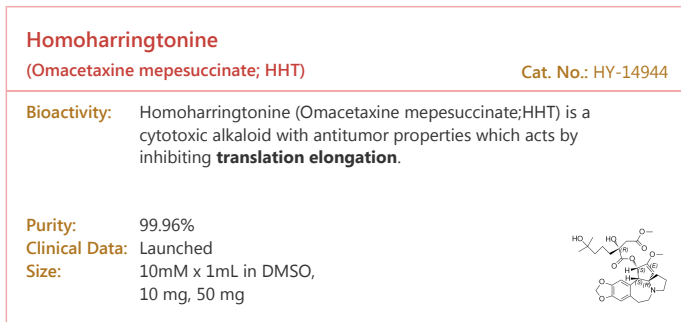 Homoharringtonine
(Omacetaxine mepesuccinate; HHT) Cat. No.: HY-14944
Bioactivity: Homoharringtonine (Omacetaxine mepesuccinate;HHT) is a
cytotoxic alkaloid with antitumor properties which acts by
inhibiting translation elongation.
Purity: 99.96%
Clinical Data: Launched
Size: 10mM x 1mL in DMSO,
10 mg, 50 mg
HO HO O O
(R)
O O O
H (S) (E)
H (S) (R)
O N
O